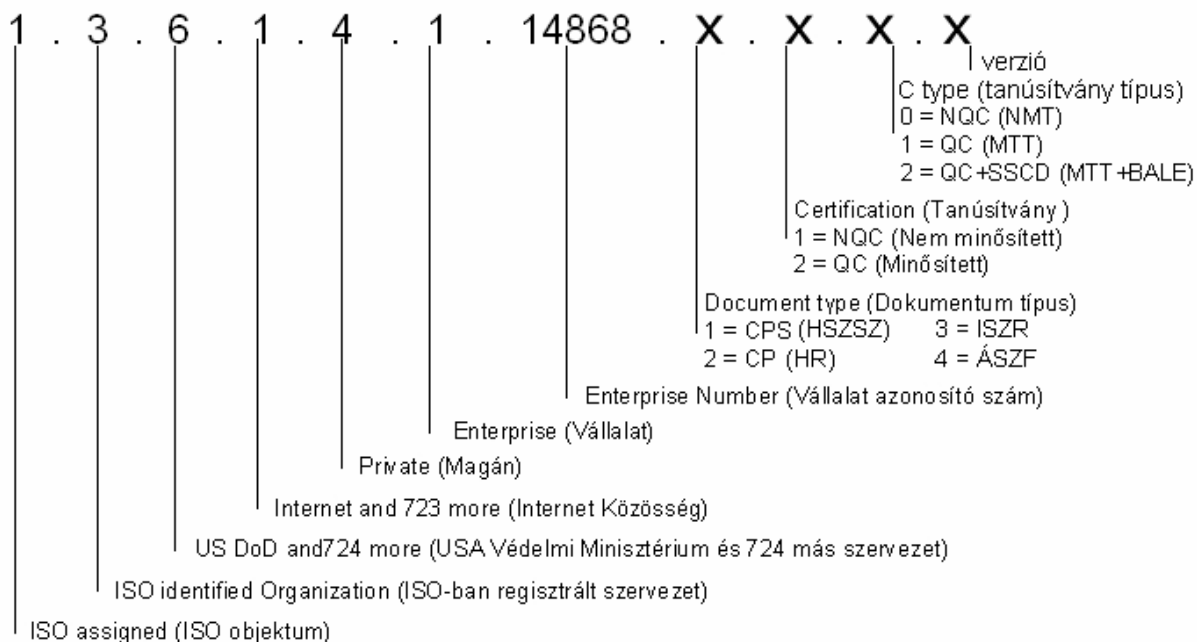 1 . 3 . 6 . 1 . 4 . 1 . 14868 . X . X . X . X
verzió
C type (tanúsítvány típus)
0 = NQC (NMT)
1 = QC (MTT)
2 = QC+SSCD (MTT+BALE)
Certification (Tanúsítvány )
1 = NQC (Nem minősített)
2 = QC (Minősített)
Document type (Dokumentum típus)
1 = CPS (HSZSZ) 3 = ISZR
2 = CP (HR) 4 = ÁSZF
Enterprise Number (Vállalat azonosító szám)
Enterprise (Vállalat)
Private (Magán)
Internet and 723 more (Internet Közösség)
US DoD and724 more (USA Védelmi Minisztérium és 724 más szervezet)
ISO identified Organization (ISO-ban regisztrált szervezet)
ISO assigned (ISO objektum)